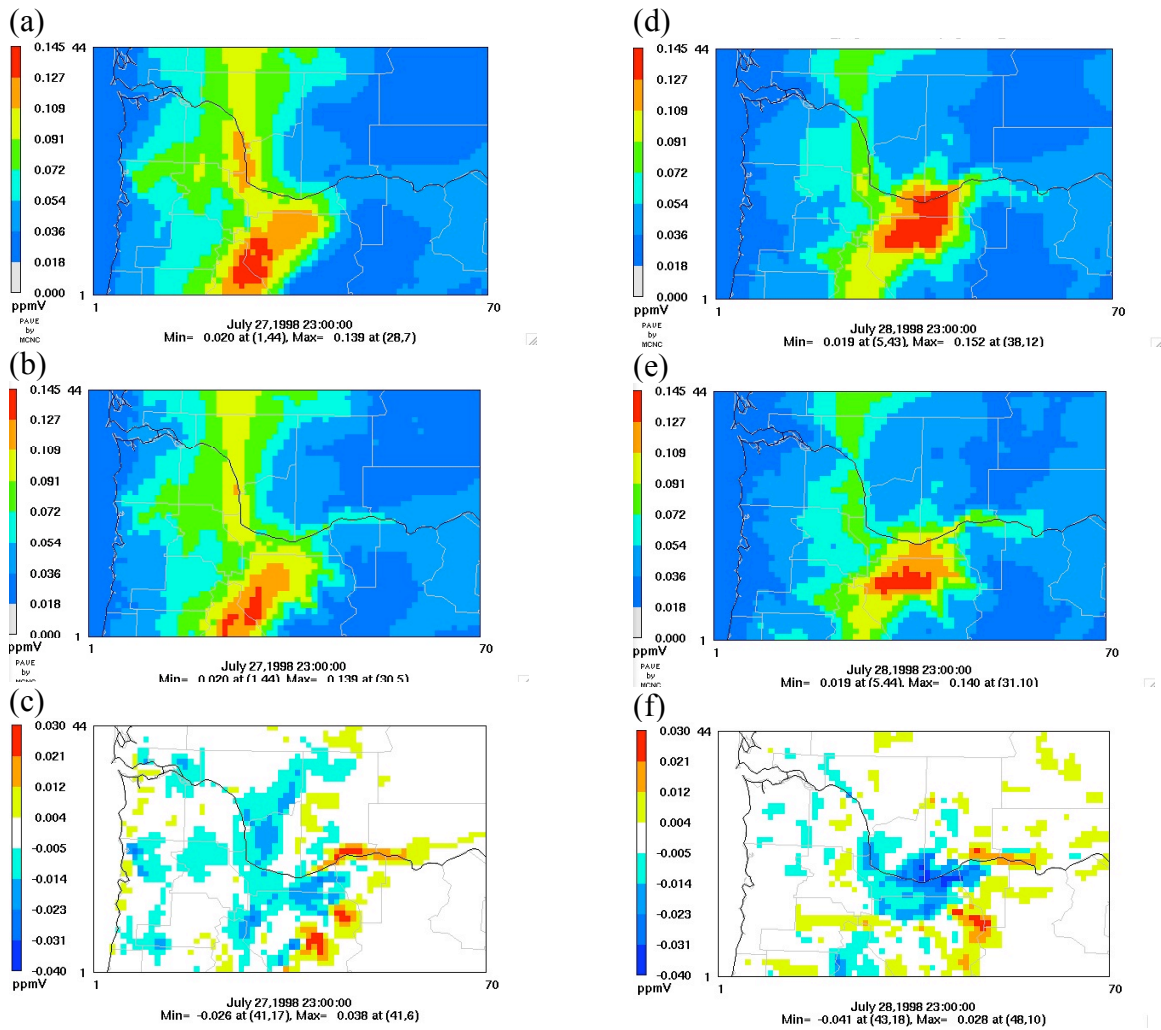 (a)
0.145
0.127
0.109
0.091
0.072
0.054
0.036
0.018
0.000
ppmV
PAVE
by
MCNC
44
1
1
70
July 27,1998 23:00:00
Min= 0.020 at (1,44), Max= 0.139 at (28,7)
(b)
0.145
0.127
0.109
0.091
0.072
0.054
0.036
0.018
0.000
ppmV
PAVE
by
MCNC
44
1
1
70
July 27,1998 23:00:00
Min= 0.020 at (1,44), Max= 0.139 at (30,5)
(c)
0.030
0.021
0.012
0.004
-0.005
-0.014
-0.023
-0.031
-0.040
ppmV
44
1
1
70
July 27,1998 23:00:00
Min= -0.026 at (41,17), Max= 0.038 at (41,6)
(d)
0.145
0.127
0.109
0.091
0.072
0.054
0.036
0.018
0.000
ppmV
PAVE
by
MCNC
44
1
1
70
July 28,1998 23:00:00
Min= 0.019 at (5,43), Max= 0.152 at (38,12)
(e)
0.145
0.127
0.109
0.091
0.072
0.054
0.036
0.018
0.000
ppmV
PAVE
by
MCNC
44
1
1
70
July 28,1998 23:00:00
Min= 0.019 at (5,44), Max= 0.140 at (31,10)
(f)
0.030
0.021
0.012
0.004
-0.005
-0.014
-0.023
-0.031
-0.040
ppmV
44
1
1
70
July 28,1998 23:00:00
Min= -0.041 at (43,18), Max= 0.028 at (48,10)